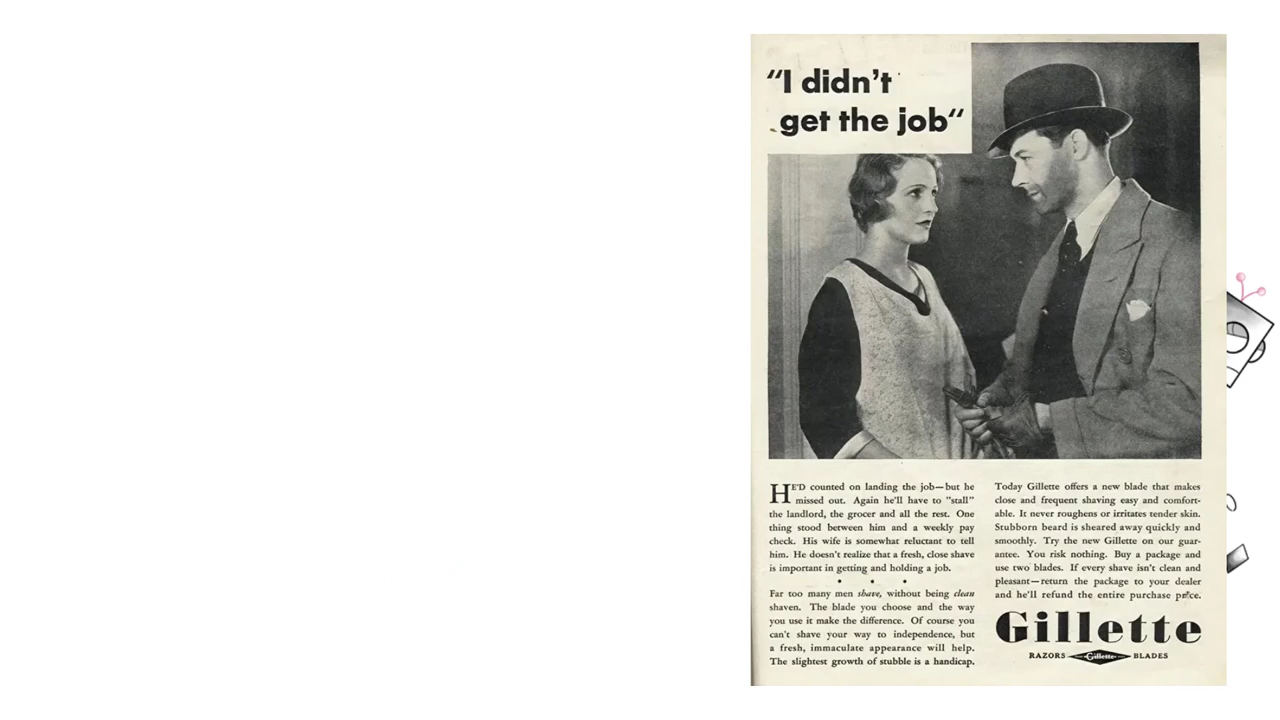 "I didn't
get the job"
HE'D counted on landing the job—but he
missed out. Again he'll have to "stall"
the landlord, the grocer and all the rest. One
thing stood between him and a weekly pay
check. His wife is somewhat reluctant to tell
him. He doesn't realize that a fresh, close shave
is important in getting and holding a job.
• • •
Far too many men shave, without being clean
shaven. The blade you choose and the way
you use it make the difference. Of course you
can't shave your way to independence, but
a fresh, immaculate appearance will help.
The slightest growth of stubble is a handicap.
Today Gillette offers a new blade that makes
close and frequent shaving easy and comfort-
able. It never roughens or irritates tender skin.
Stubborn beard is sheared away quickly and
smoothly. Try the new Gillette on our guar-
antee. You risk nothing. Buy a package and
use two blades. If every shave isn't clean and
pleasant—return the package to your dealer
and he'll refund the entire purchase price.
Gillette
RAZORS Gillette BLADES